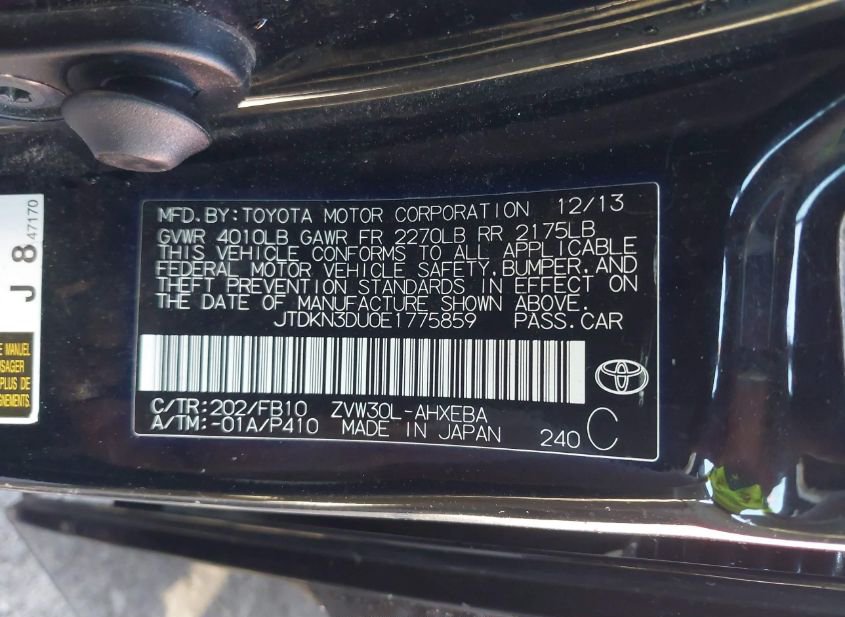 MFD.BY:TOYOTA MOTOR CORPORATION 12/13
GVWR 4010LB GAWR FR 2270LB RR 2175LB
THIS VEHICLE CONFORMS TO ALL APPLICABLE
FEDERAL MOTOR VEHICLE SAFETY,BUMPER,AND
THEFT PREVENTION STANDARDS IN EFFECT ON
THE DATE OF MANUFACTURE SHOWN ABOVE.
JTDKN3DU0E1775859 PASS.CAR
C/TR:202/FB10 ZVW30L-AHXEBA
A/TM:-01A/P410 MADE IN JAPAN 240 C
J 8
47170
E MANUEL
USAGER
PLUS DE
GNEMENTS.